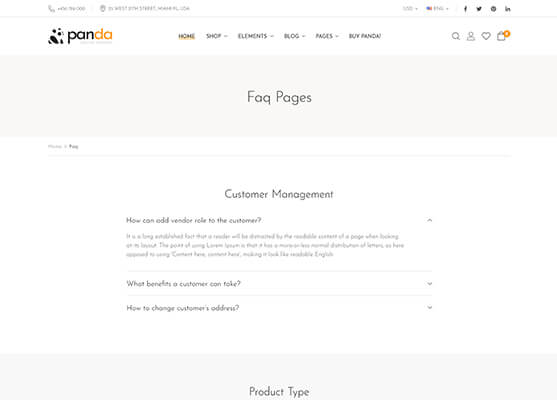 +456 786 000
35 WEST 20TH STREET, MIAMI FL, USA
USD
ENG
panda
HOME
SHOP
ELEMENTS
BLOG
PAGES
BUY PANDA!
Faq Pages
Home
Faq
Customer Management
How can add vendor role to the customer?
It is a long established fact that a reader will be distracted by the readable content of a page when looking
at its layout. The point of using Lorem Ipsum is that it has a more-or-less normal distribution of letters, as here
opposed to using 'Content here, content here', making it look like readable English
What benefits a customer can take?
How to change customer's address?
Product Type